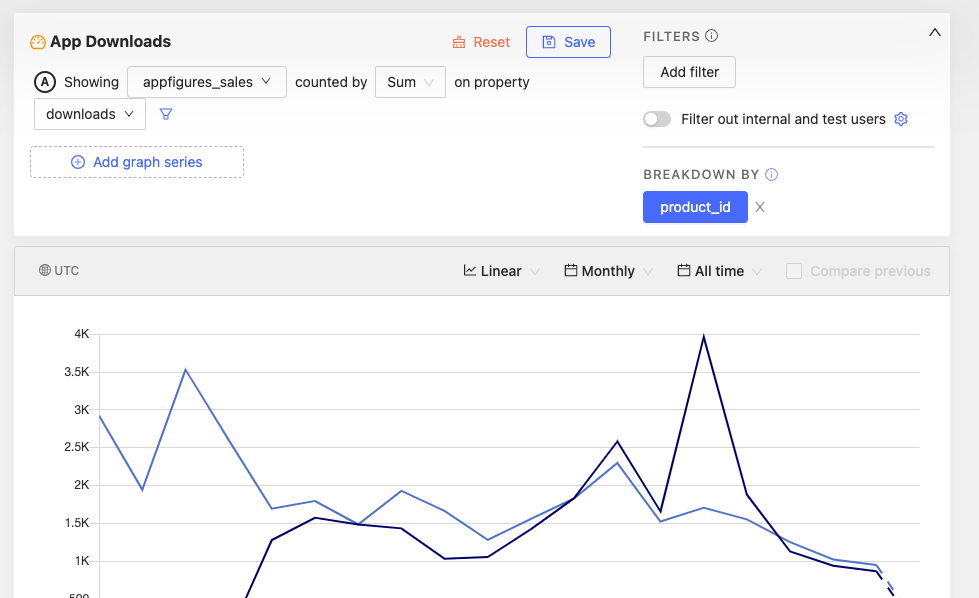 App Downloads
Reset
Save
A Showing appfigures_sales counted by Sum on property
downloads
Add graph series
FILTERS
Add filter
Filter out internal and test users
BREAKDOWN BY
product_id X
UTC
Linear
Monthly
All time
Compare previous
4K
3.5K
3K
2.5K
2K
1.5K
1K
500